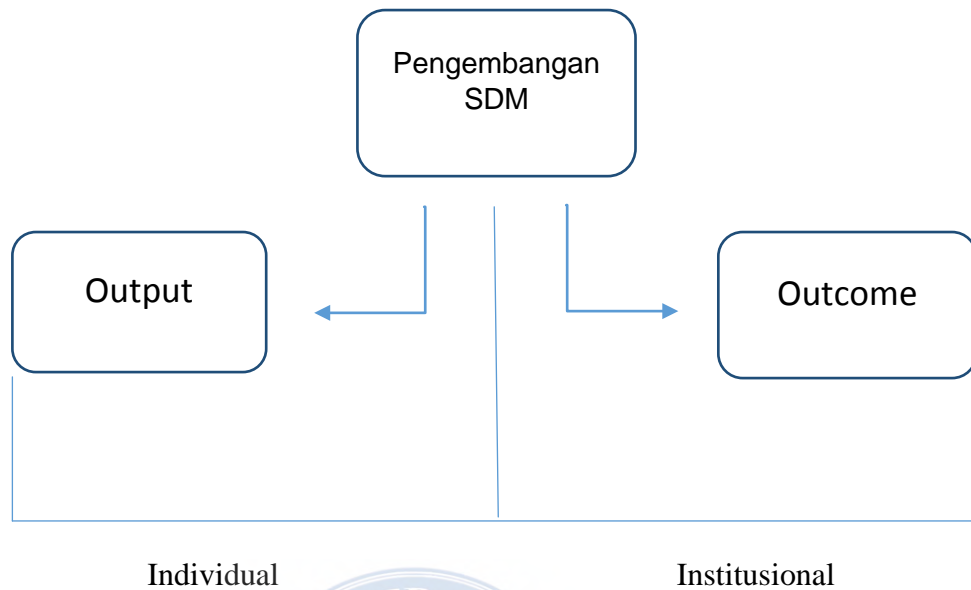 Pengembangan
SDM
Output
Outcome
Individual
Institusional